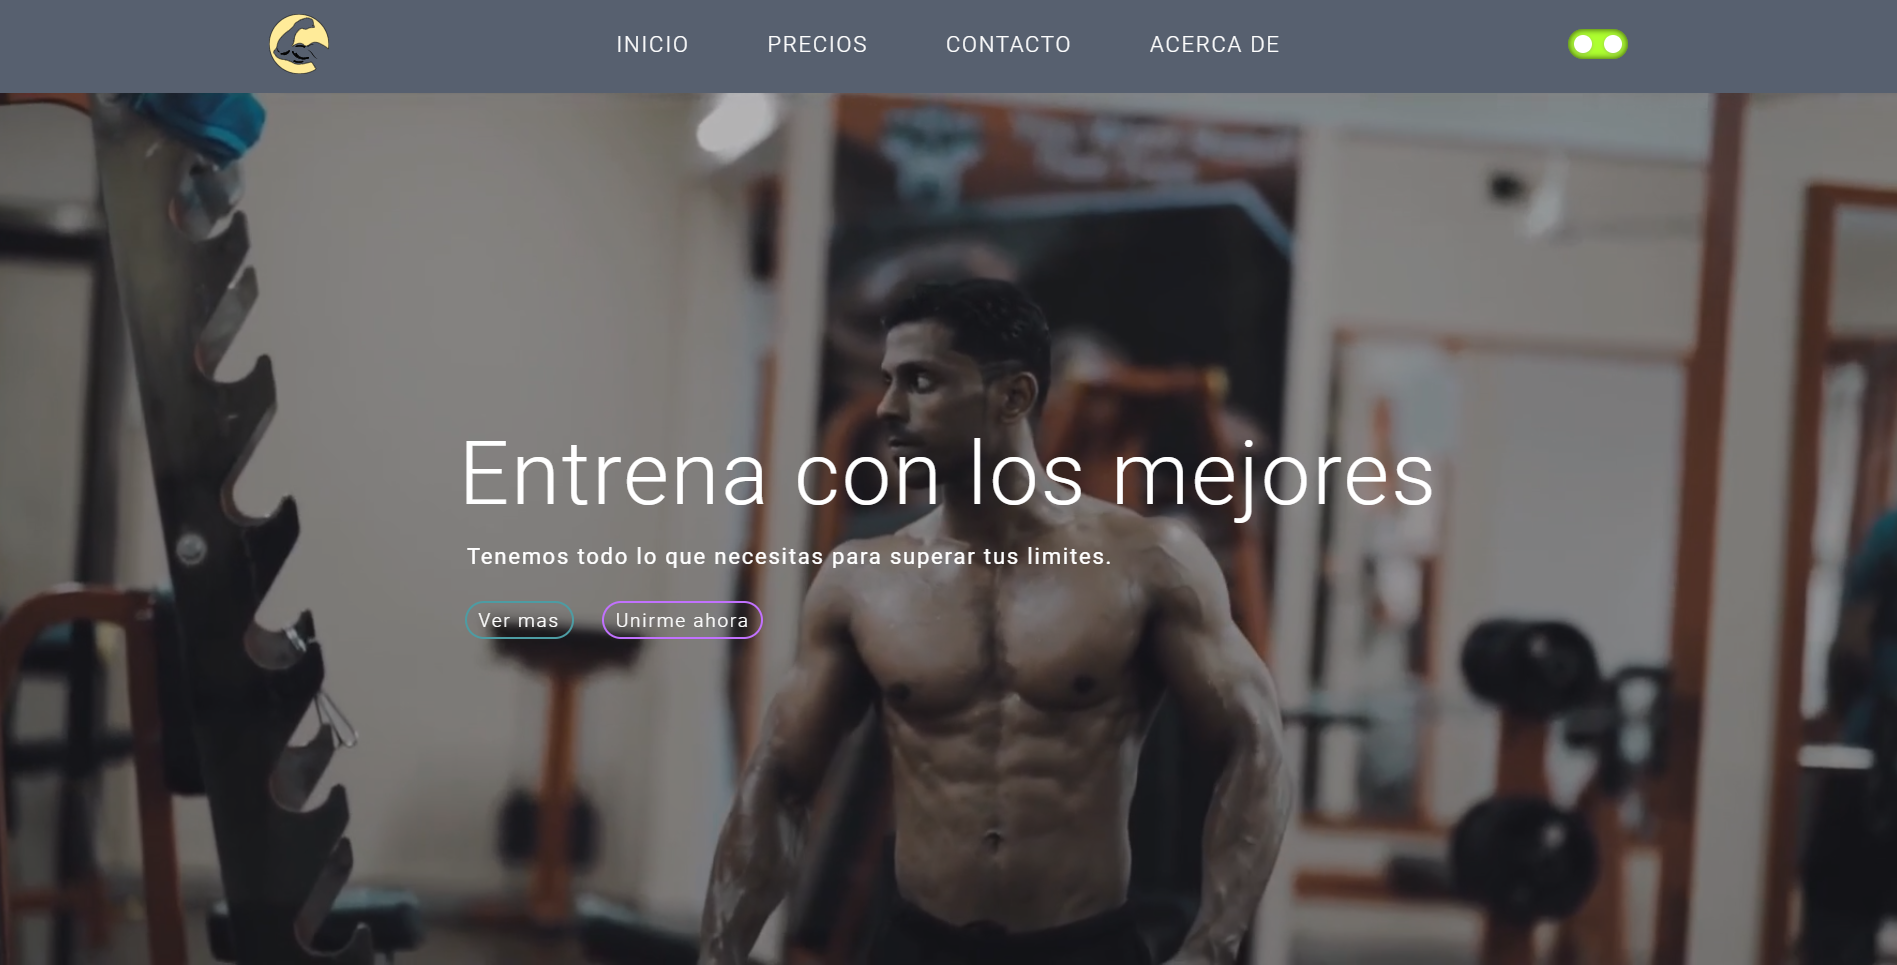 INICIO PRECIOS CONTACTO ACERCA DE
Entrena con los mejores
Tenemos todo lo que necesitas para superar tus limites.
Ver mas Unirme ahora